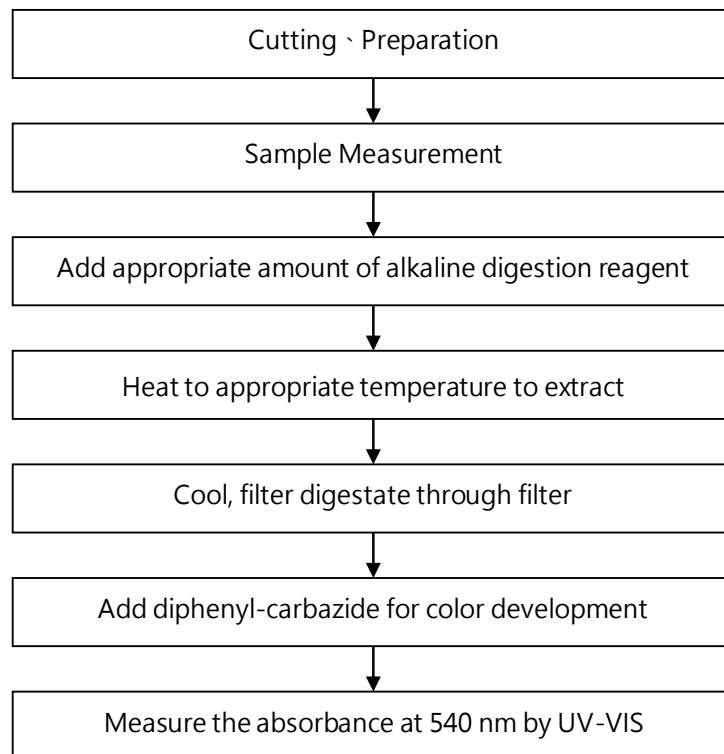 Cutting、Preparation
Sample Measurement
Add appropriate amount of alkaline digestion reagent
Heat to appropriate temperature to extract
Cool, filter digestate through filter
Add diphenyl-carbazide for color development
Measure the absorbance at 540 nm by UV-VIS